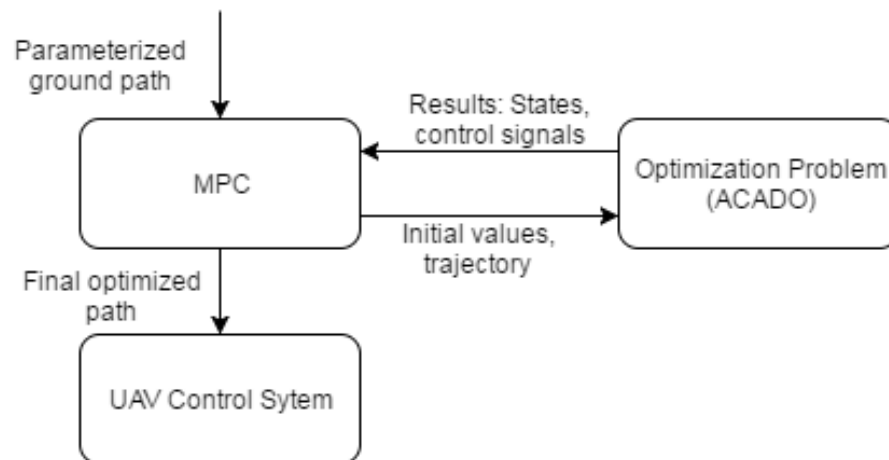 Parameterized
ground path
Results: States,
control signals
MPC
Optimization Problem
(ACADO)
Initial values,
trajectory
Final optimized
path
UAV Control Sytem